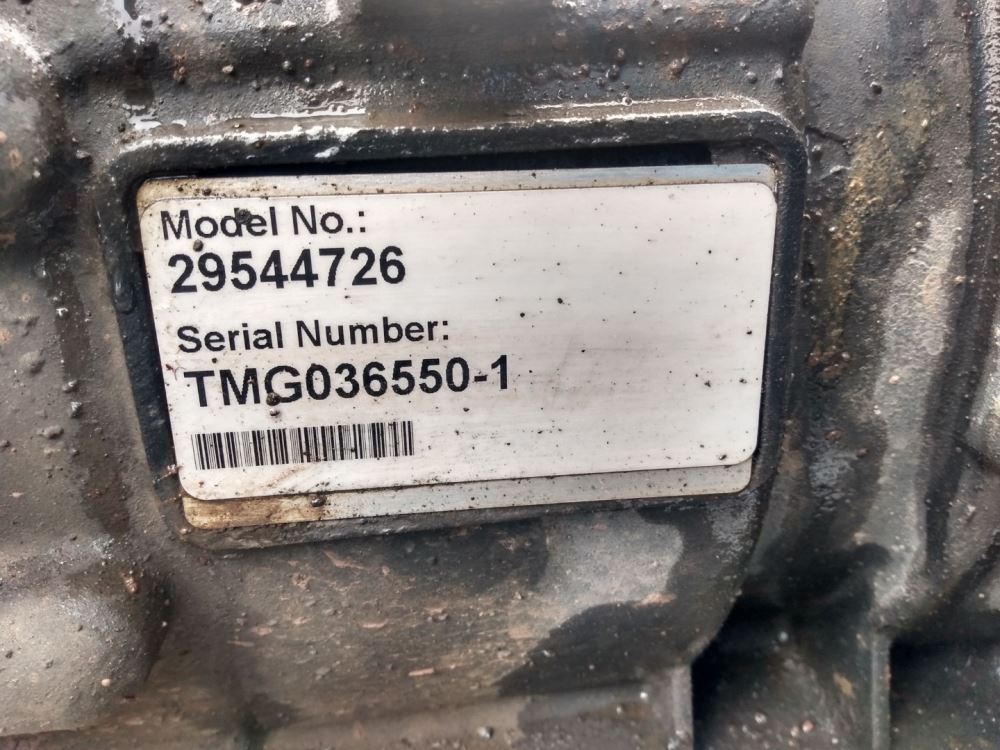 Model No.:
29544726
Serial Number:
TMG036550-1